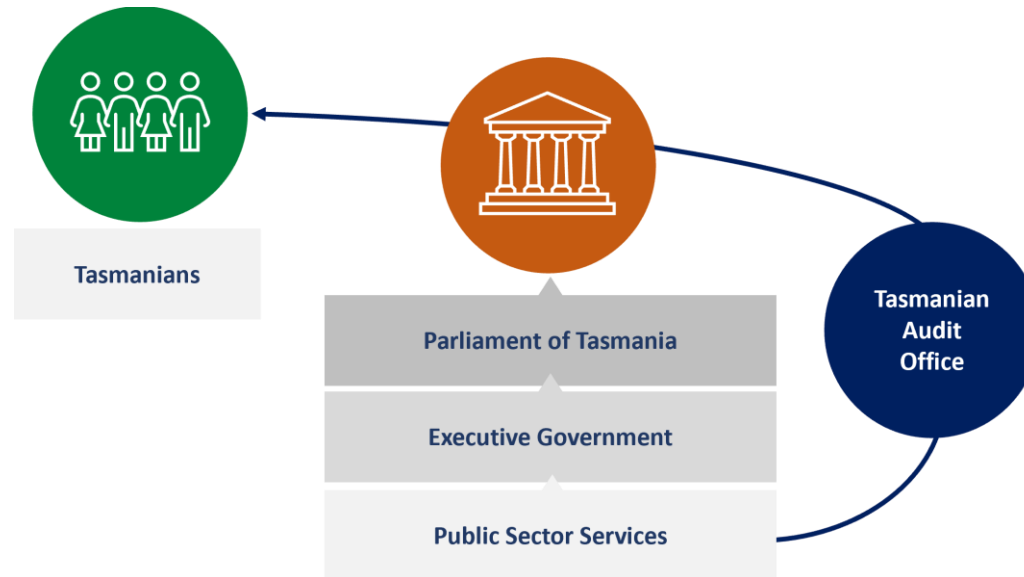 Tasmanians
Parliament of Tasmania
Executive Government
Public Sector Services
Tasmanian
Audit
Office